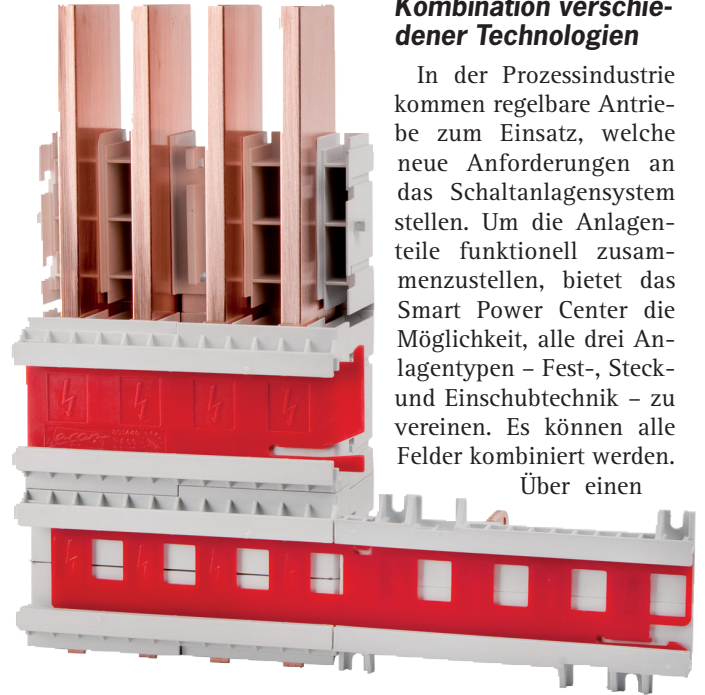 Kombination verschie-
dener Technologien
In der Prozessindustrie
kommen regelbare Antrie-
be zum Einsatz, welche
neue Anforderungen an
das Schaltanlagensystem
stellen. Um die Anlagen-
teile funktionell zusam-
menzustellen, bietet das
Smart Power Center die
Möglichkeit, alle drei An-
lagentypen – Fest-, Steck-
und Einschubtechnik – zu
vereinen. Es können alle
Felder kombiniert werden.
Über einen